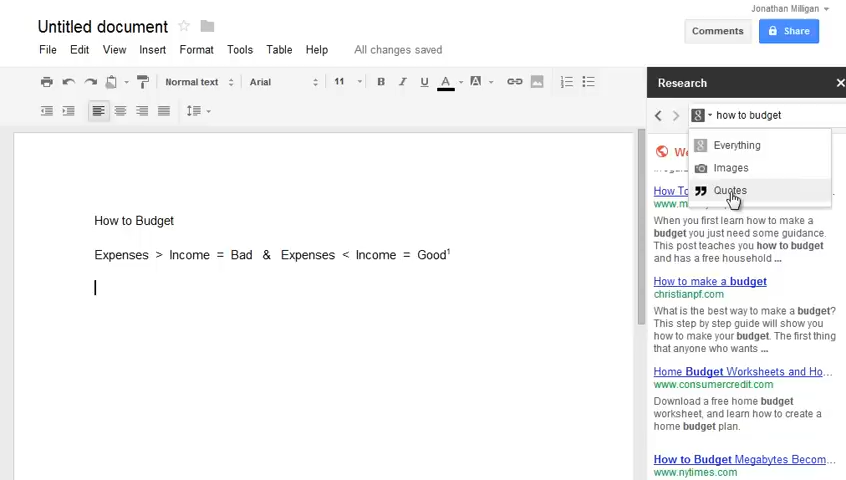 Jonathan Milligan
Untitled document
Comments
Share
File Edit View Insert Format Tools Table Help All changes saved
Normal text Arial 11 B I U A A
Research
how to budget
Everything
Images
Quotes
How to Budget
Expenses > Income = Bad & Expenses < Income = Good¹
When you first learn how to make a
budget you just need some guidance.
This post teaches you how to budget
and has a free household ...
How to make a budget
christianpf.com
What is the best way to make a budget?
This step by step guide will show you
how to make your budget. The first thing
that anyone who wants ...
Home Budget Worksheets and Ho...
www.consumercredit.com
Download a free home budget
worksheet, and learn how to create a
home budget plan.
How to Budget Megabytes Becom...
www.nytimes.com